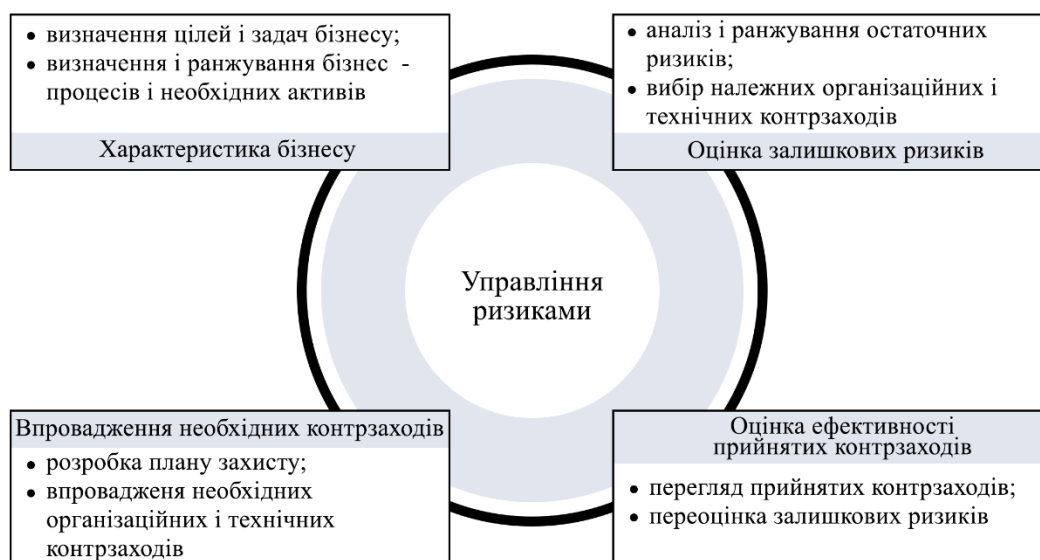 • визначення цілей і задач бізнесу;
• визначення і ранжування бізнес -
процесів і необхідних активів
Характеристика бізнесу
• аналіз і ранжування остаточних
ризиків;
• вибір належних організаційних і
технічних контрзаходів
Оцінка залишкових ризиків
Управління
ризиками
Впровадження необхідних контрзаходів
• розробка плану захисту;
• впровадженя необхідних
організаційних і технічних
контрзаходів
Оцінка ефективності
прийнятих контрзаходів
• перегляд прийнятих контрзаходів;
• переоцінка залишкових ризиків